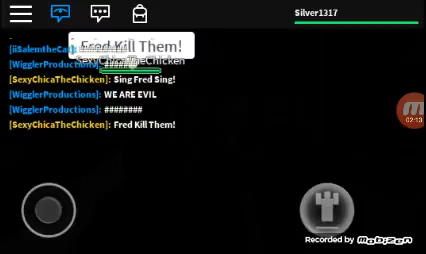 Silver1317
Fred Kill Them!
SexyChicaTheChicken
[WigglerProductions]: ######
[SexyChicaTheChicken]: Sing Fred Sing!
[WigglerProductions]: WE ARE EVIL
[WigglerProductions]: ########
[SexyChicaTheChicken]: Fred Kill Them!
02:13
Recorded by Mobizen